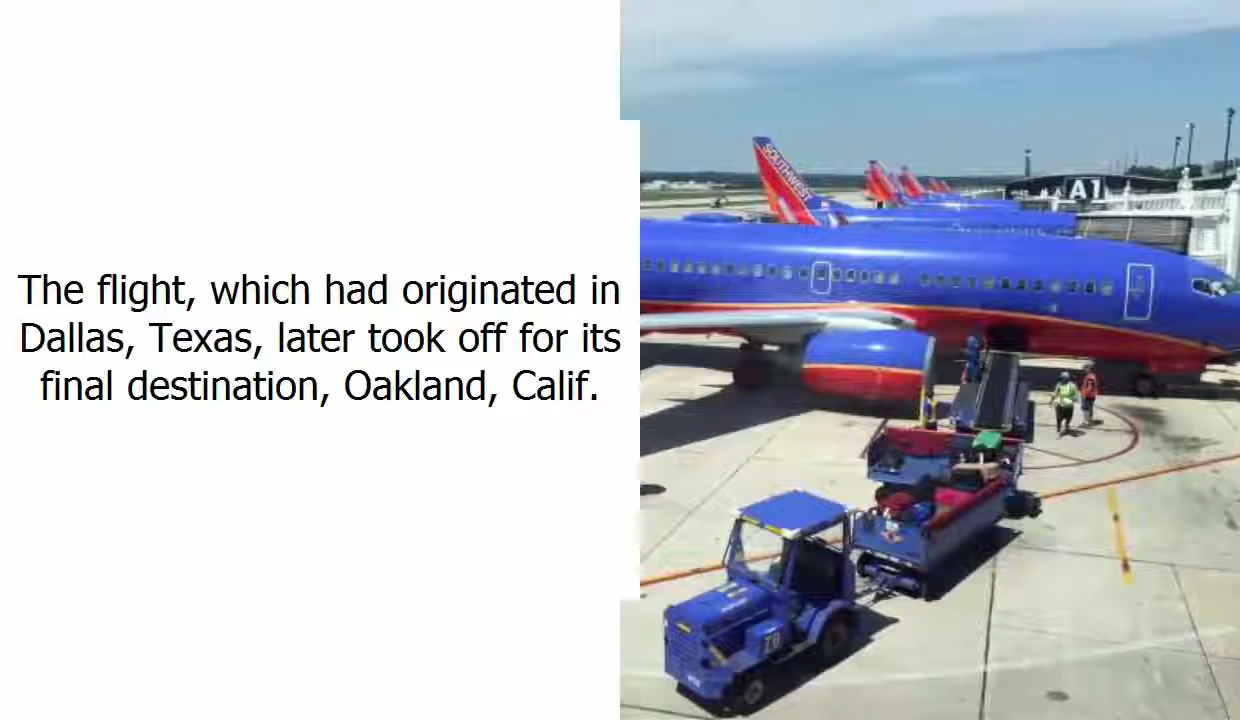 The flight, which had originated in
Dallas, Texas, later took off for its
final destination, Oakland, Calif.
SOUTHWEST
A1